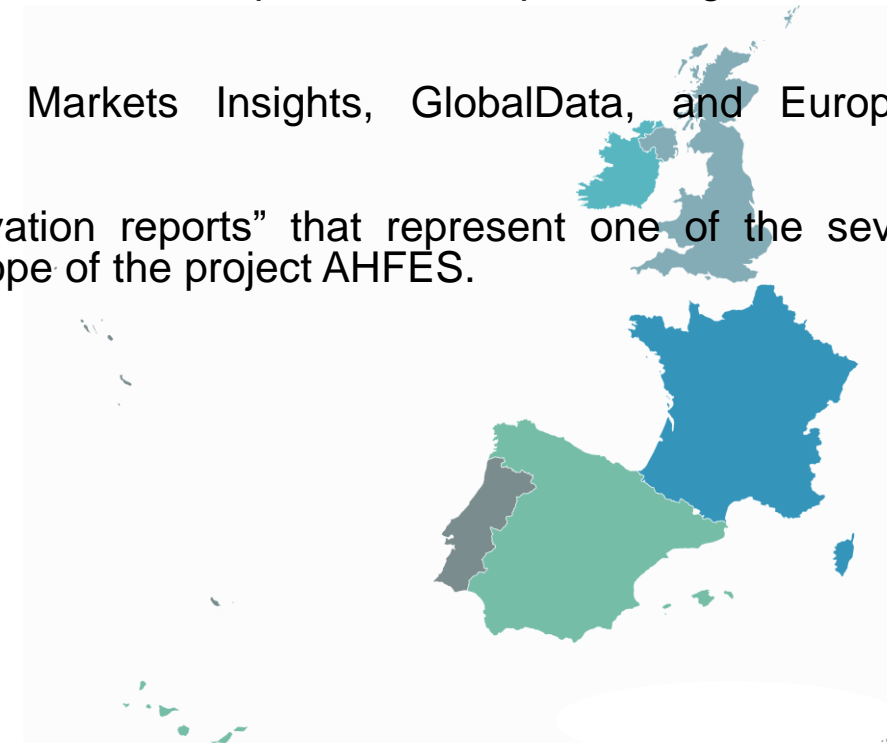 Markets Insights, GlobalData, and Europ
vation reports” that represent one of the sev
ope of the project AHFES.